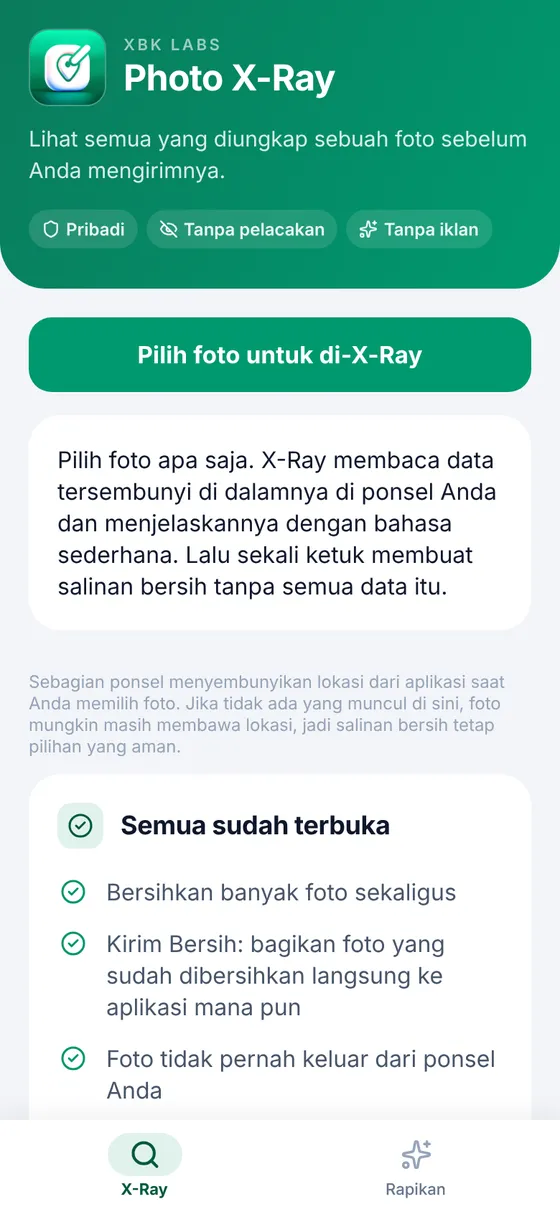 XBK LABS
Photo X-Ray
Lihat semua yang diungkap sebuah foto sebelum
Anda mengirimnya.
Pribadi
Tanpa pelacakan
Tanpa iklan
Pilih foto untuk di-X-Ray
Pilih foto apa saja. X-Ray membaca data
tersembunyi di dalamnya di ponsel Anda
dan menjelaskannya dengan bahasa
sederhana. Lalu sekali ketuk membuat
salinan bersih tanpa semua data itu.
Sebagian ponsel menyembunyikan lokasi dari aplikasi saat
Anda memilih foto. Jika tidak ada yang muncul di sini, foto
mungkin masih membawa lokasi, jadi salinan bersih tetap
pilihan yang aman.
Semua sudah terbuka
Bersihkan banyak foto sekaligus
Kirim Bersih: bagikan foto yang
sudah dibersihkan langsung ke
aplikasi mana pun
Foto tidak pernah keluar dari ponsel
Anda
X-Ray
Rapikan